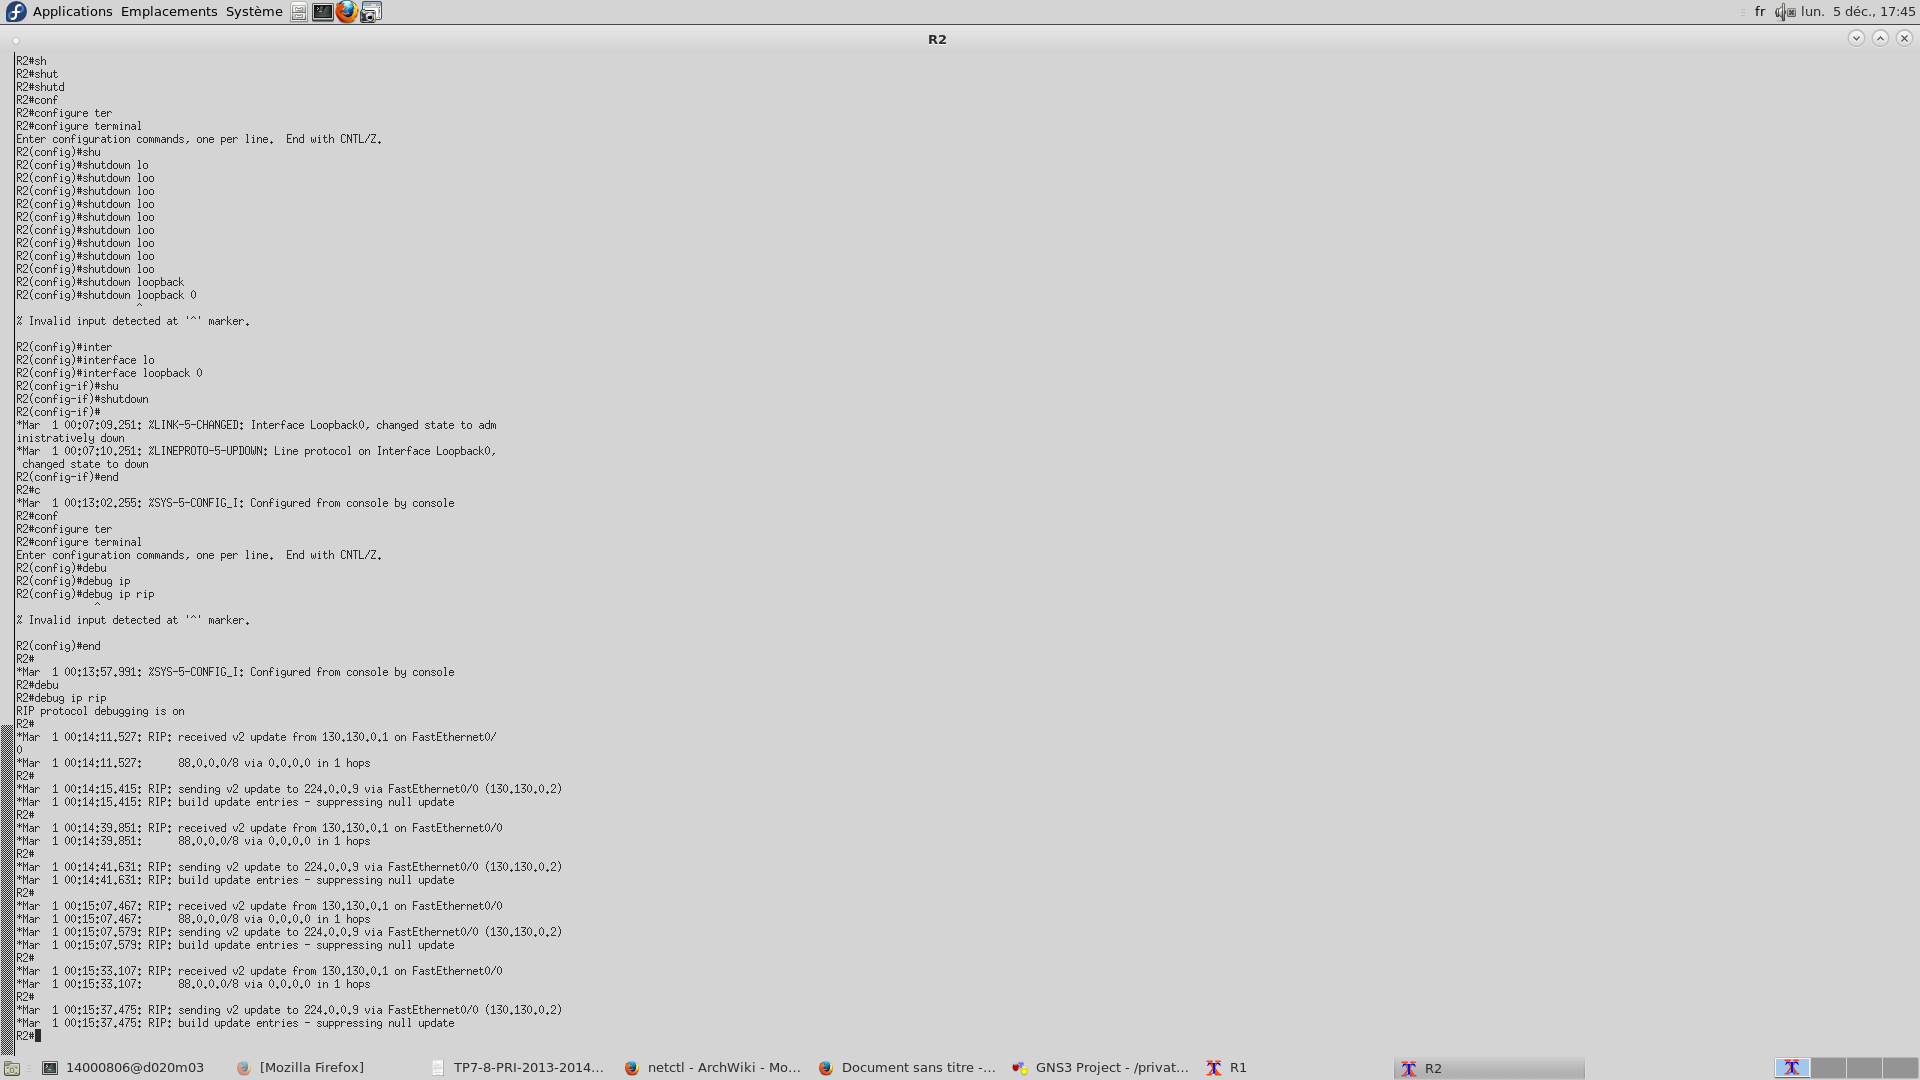 Applications Emplacements Système fr lun. 5 déc., 17:45
R2
R2#sh
R2#shut
R2#shutd
R2#conf
R2#configure ter
R2#configure terminal
Enter configuration commands, one per line.  End with CNTL/Z.
R2(config)#shu
R2(config)#shutdown lo
R2(config)#shutdown loo
R2(config)#shutdown loo
R2(config)#shutdown loo
R2(config)#shutdown loo
R2(config)#shutdown loo
R2(config)#shutdown loo
R2(config)#shutdown loo
R2(config)#shutdown loo
R2(config)#shutdown loopback
R2(config)#shutdown loopback 0
^
% Invalid input detected at '^' marker.
R2(config)#inter
R2(config)#interface lo
R2(config)#interface loopback 0
R2(config-if)#shu
R2(config-if)#shutdown
R2(config-if)#
*Mar  1 00:07:09.251: %LINK-5-CHANGED: Interface Loopback0, changed state to adm
inistratively down
*Mar  1 00:07:10.251: %LINEPROTO-5-UPDOWN: Line protocol on Interface Loopback0,
changed state to down
R2(config-if)#end
R2#c
*Mar  1 00:13:02.255: %SYS-5-CONFIG_I: Configured from console by console
R2#conf
R2#configure ter
R2#configure terminal
Enter configuration commands, one per line.  End with CNTL/Z.
R2(config)#debu
R2(config)#debug ip
R2(config)#debug ip rip
^
% Invalid input detected at '^' marker.
R2(config)#end
R2#
*Mar  1 00:13:57.991: %SYS-5-CONFIG_I: Configured from console by console
R2#debu
R2#debug ip rip
RIP protocol debugging is on
R2#
*Mar  1 00:14:11.527: RIP: received v2 update from 130.130.0.1 on FastEthernet0/
0
*Mar  1 00:14:11.527:      88.0.0.0/8 via 0.0.0.0 in 1 hops
R2#
*Mar  1 00:14:15.415: RIP: sending v2 update to 224.0.0.9 via FastEthernet0/0 (130.130.0.2)
*Mar  1 00:14:15.415: RIP: build update entries - suppressing null update
R2#
*Mar  1 00:14:39.851: RIP: received v2 update from 130.130.0.1 on FastEthernet0/0
*Mar  1 00:14:39.851:      88.0.0.0/8 via 0.0.0.0 in 1 hops
R2#
*Mar  1 00:14:41.631: RIP: sending v2 update to 224.0.0.9 via FastEthernet0/0 (130.130.0.2)
*Mar  1 00:14:41.631: RIP: build update entries - suppressing null update
R2#
*Mar  1 00:15:07.467: RIP: received v2 update from 130.130.0.1 on FastEthernet0/0
*Mar  1 00:15:07.467:      88.0.0.0/8 via 0.0.0.0 in 1 hops
*Mar  1 00:15:07.579: RIP: sending v2 update to 224.0.0.9 via FastEthernet0/0 (130.130.0.2)
*Mar  1 00:15:07.579: RIP: build update entries - suppressing null update
R2#
*Mar  1 00:15:33.107: RIP: received v2 update from 130.130.0.1 on FastEthernet0/0
*Mar  1 00:15:33.107:      88.0.0.0/8 via 0.0.0.0 in 1 hops
R2#
*Mar  1 00:15:37.475: RIP: sending v2 update to 224.0.0.9 via FastEthernet0/0 (130.130.0.2)
*Mar  1 00:15:37.475: RIP: build update entries - suppressing null update
R2#
14000806@d020m03 [Mozilla Firefox] TP7-8-PRI-2013-2014... netctl - ArchWiki - Mo... Document sans titre -... GNS3 Project - /privat... R1 R2